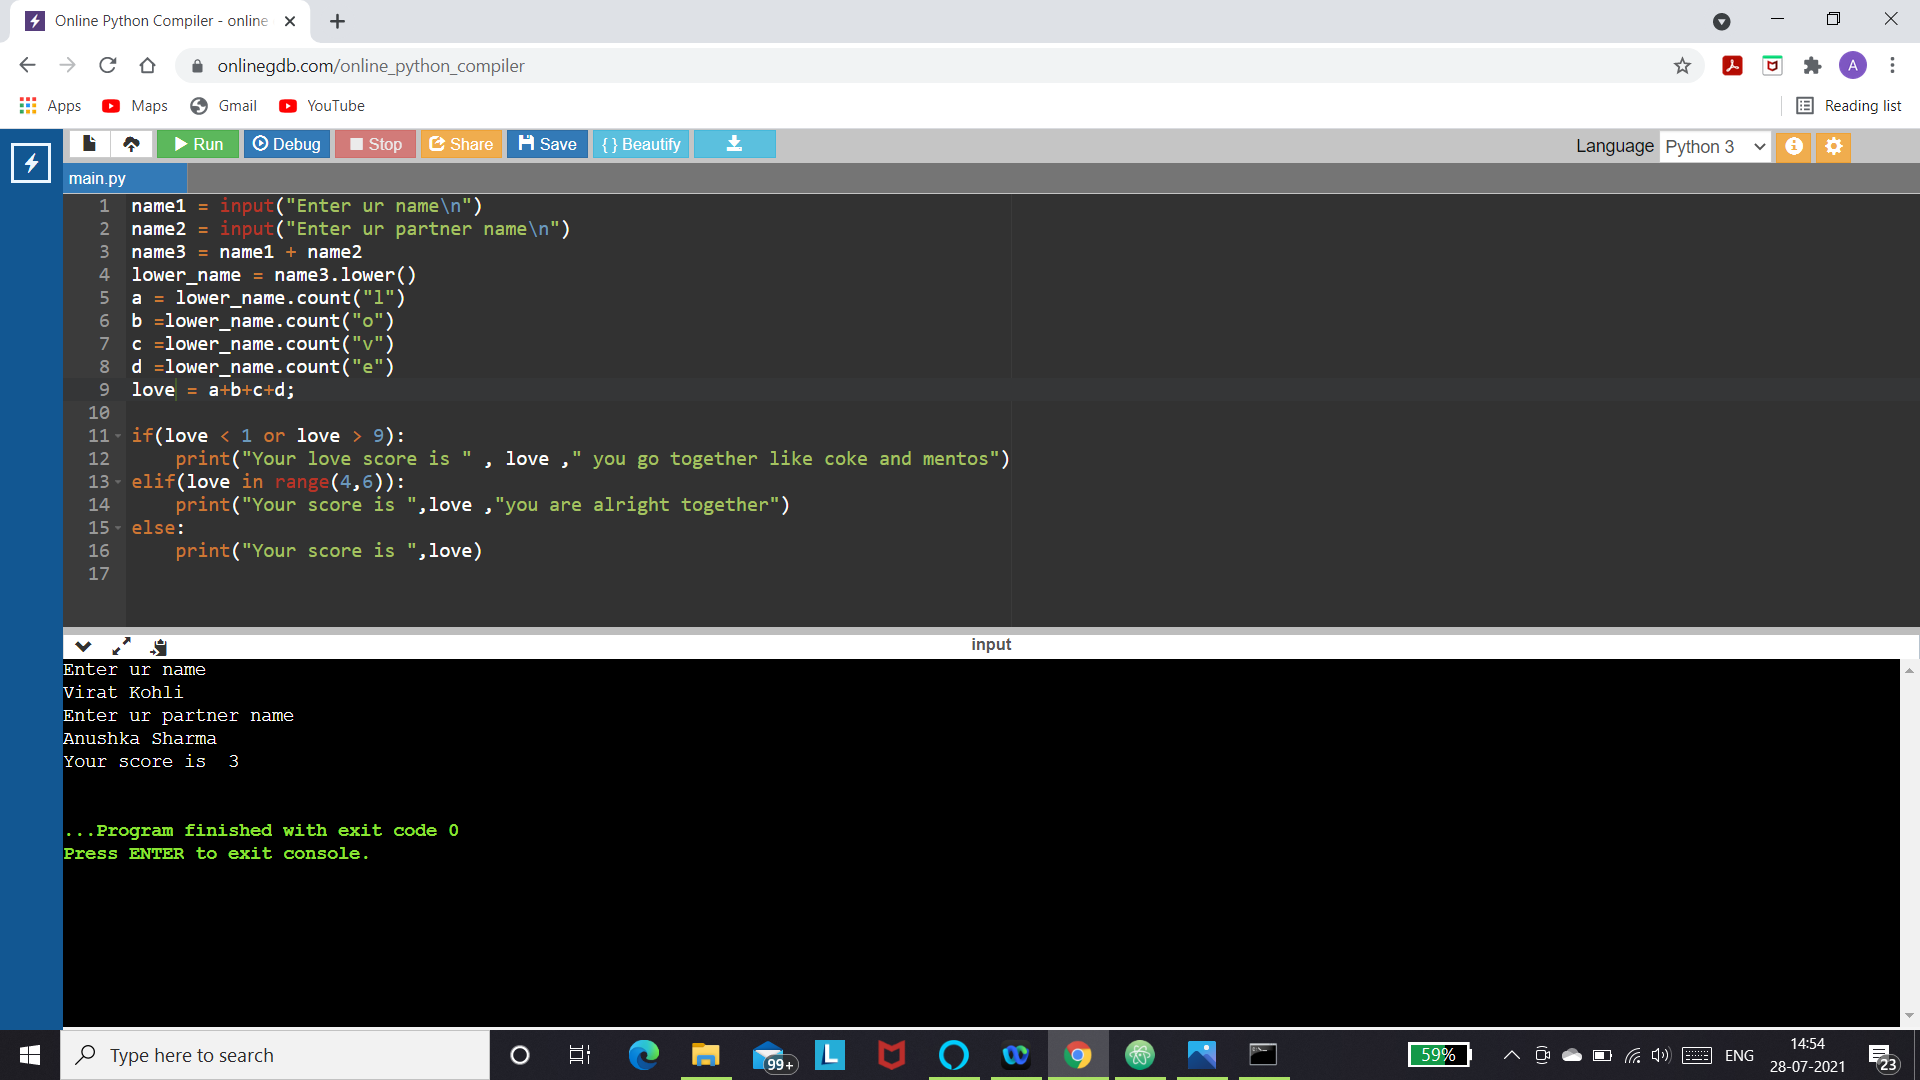 Online Python Compiler - online
onlinegdb.com/online_python_compiler
A
Apps Maps Gmail YouTube Reading list
Run Debug Stop Share Save { } Beautify Language Python 3
main.py
1 name1 = input("Enter ur name\n")
2 name2 = input("Enter ur partner name\n")
3 name3 = name1 + name2
4 lower_name = name3.lower()
5 a = lower_name.count("l")
6 b =lower_name.count("o")
7 c =lower_name.count("v")
8 d =lower_name.count("e")
9 love = a+b+c+d;
10
11 if(love < 1 or love > 9):
12 print("Your love score is " , love ," you go together like coke and mentos")
13 elif(love in range(4,6)):
14 print("Your score is ",love ,"you are alright together")
15 else:
16 print("Your score is ",love)
17
input
Enter ur name
Virat Kohli
Enter ur partner name
Anushka Sharma
Your score is  3
...Program finished with exit code 0
Press ENTER to exit console.
Type here to search 99+ L 59% ENG 14:54
28-07-2021 23